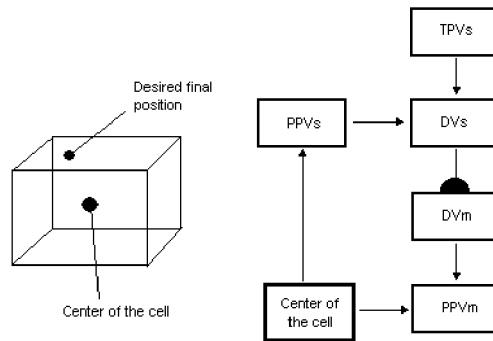 Desired final
position
Center of the cell
TPVs
PPVs
DVs
DVm
Center of
the cell
PPVm